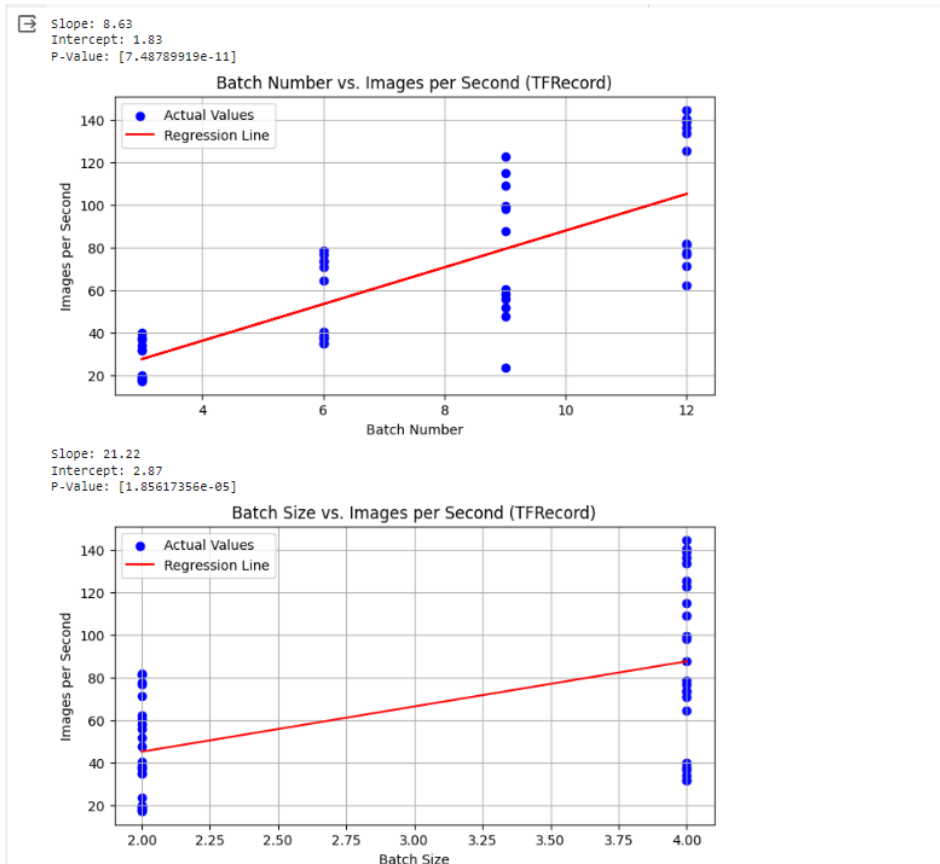 Slope: 8.63
Intercept: 1.83
P-Value: [7.48789919e-11]
Batch Number vs. Images per Second (TFRecord)
Actual Values
Regression Line
Images per Second
140
120
100
80
60
40
20
4 6 8 10 12
Batch Number
Slope: 21.22
Intercept: 2.87
P-Value: [1.85617356e-05]
Batch Size vs. Images per Second (TFRecord)
Actual Values
Regression Line
Images per Second
140
120
100
80
60
40
20
2.00 2.25 2.50 2.75 3.00 3.25 3.50 3.75 4.00
Batch Size